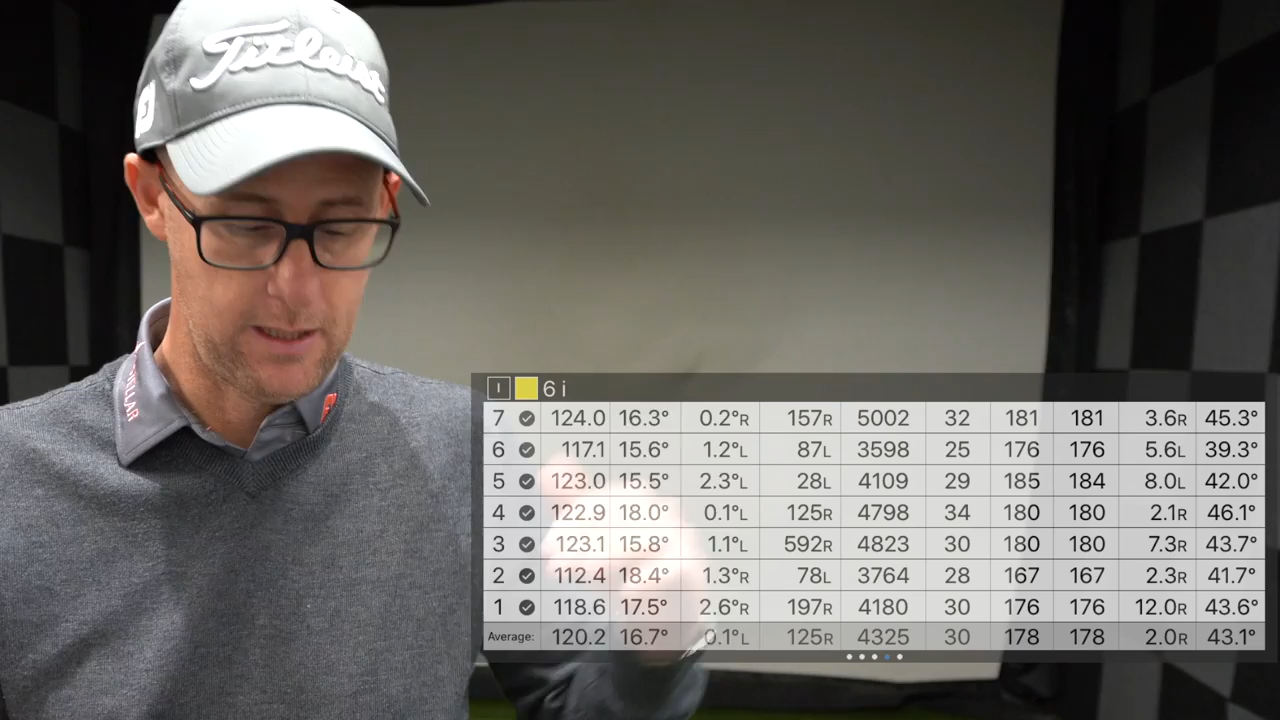 Titleist
I 6 i
7 124.0 16.3° 0.2°R 157R 5002 32 181 181 3.6R 45.3°
6 117.1 15.6° 1.2°L 87L 3598 25 176 176 5.6L 39.3°
5 123.0 15.5° 2.3°L 28L 4109 29 185 184 8.0L 42.0°
4 122.9 18.0° 0.1°L 125R 4798 34 180 180 2.1R 46.1°
3 123.1 15.8° 1.1°L 592R 4823 30 180 180 7.3R 43.7°
2 112.4 18.4° 1.3°R 78L 3764 28 167 167 2.3R 41.7°
1 118.6 17.5° 2.6°R 197R 4180 30 176 176 12.0R 43.6°
Average: 120.2 16.7° 0.1°L 125R 4325 30 178 178 2.0R 43.1°